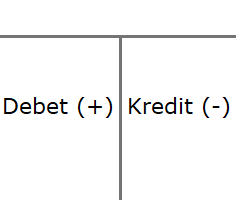 Debet (+) Kredit (-)